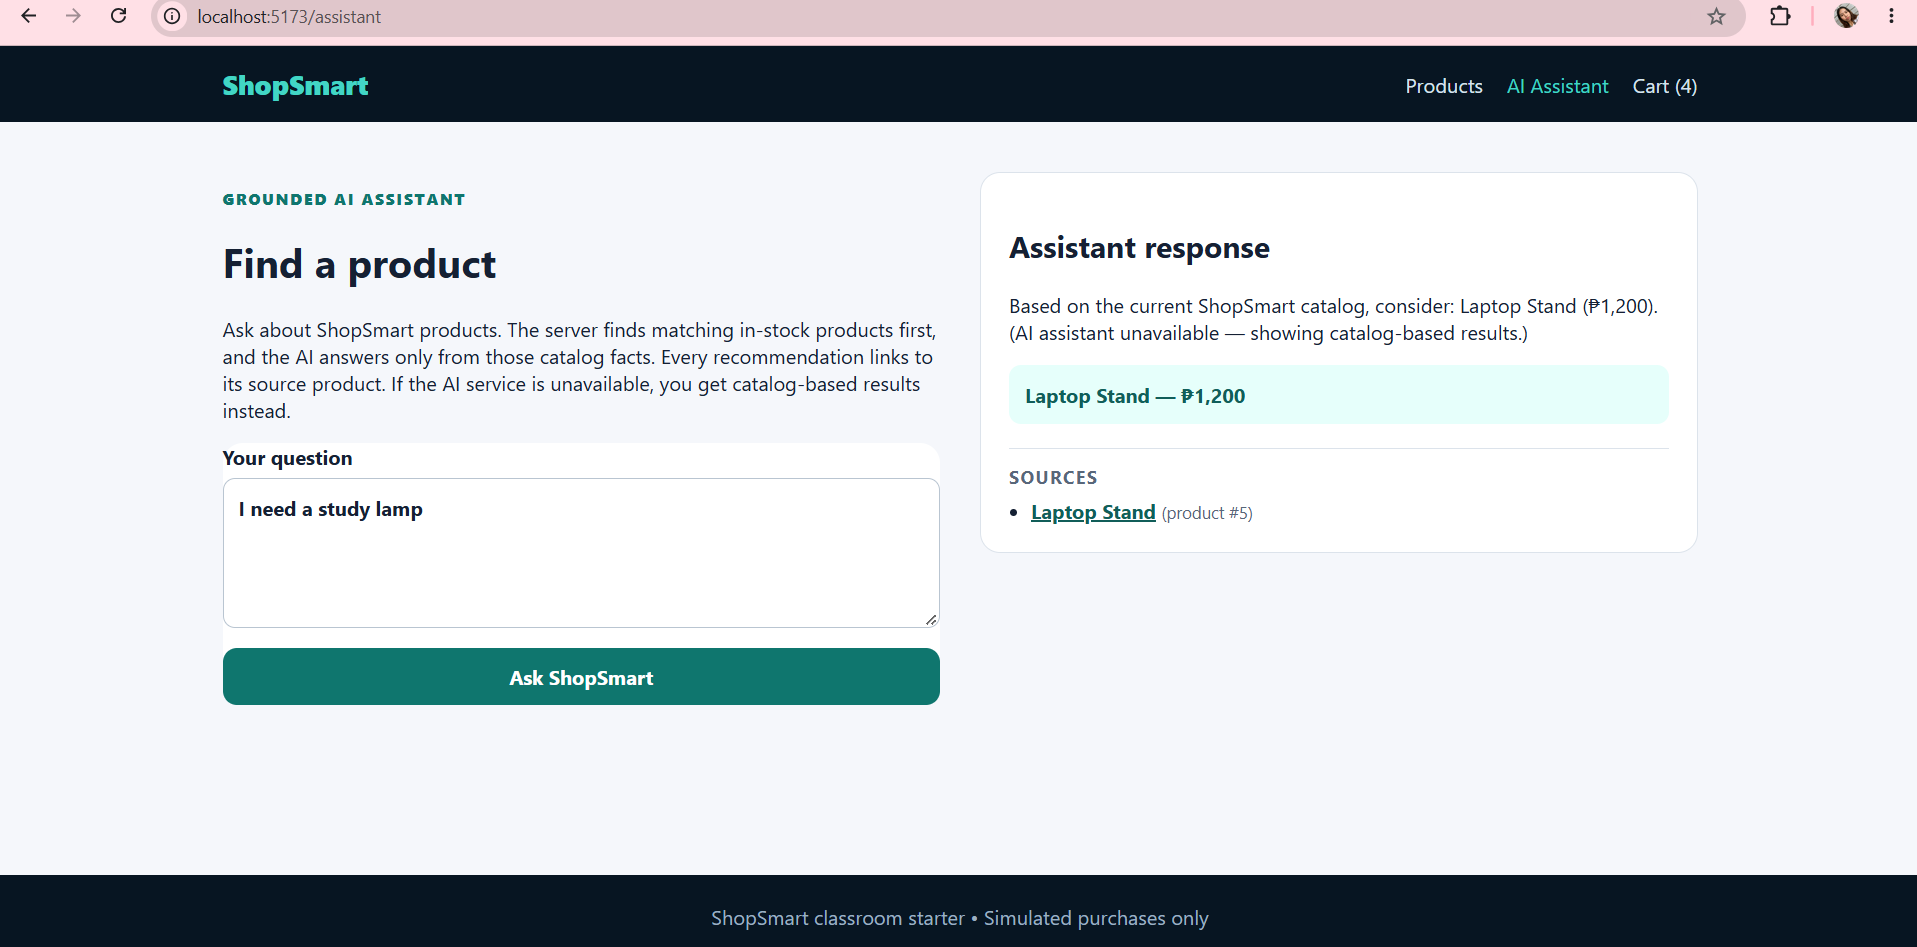 localhost:5173/assistant
ShopSmart
Products
AI Assistant
Cart (4)
GROUNDED AI ASSISTANT
Find a product
Ask about ShopSmart products. The server finds matching in-stock products first,
and the AI answers only from those catalog facts. Every recommendation links to
its source product. If the AI service is unavailable, you get catalog-based results
instead.
Your question
I need a study lamp
Ask ShopSmart
Assistant response
Based on the current ShopSmart catalog, consider: Laptop Stand (₱1,200).
(AI assistant unavailable — showing catalog-based results.)
Laptop Stand — ₱1,200
SOURCES
• Laptop Stand (product #5)
ShopSmart classroom starter • Simulated purchases only